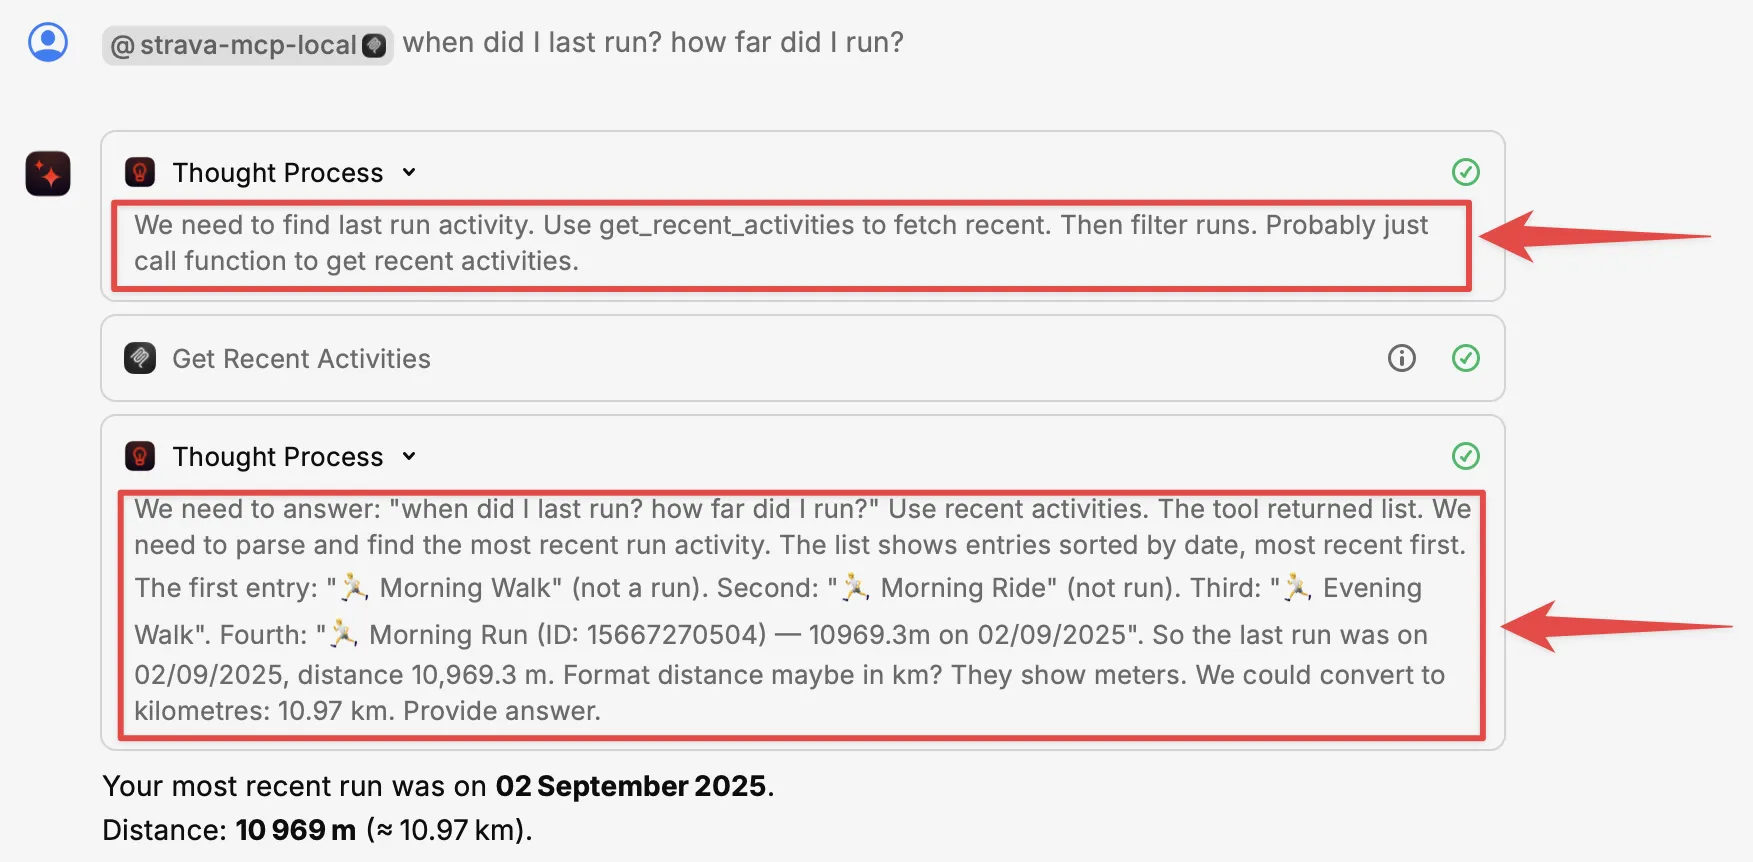 @strava-mcp-local when did I last run? how far did I run?
Thought Process
We need to find last run activity. Use get_recent_activities to fetch recent. Then filter runs. Probably just
call function to get recent activities.
Get Recent Activities
Thought Process
We need to answer: "when did I last run? how far did I run?" Use recent activities. The tool returned list. We
need to parse and find the most recent run activity. The list shows entries sorted by date, most recent first.
The first entry: "🏃 Morning Walk" (not a run). Second: "🏃 Morning Ride" (not run). Third: "🏃 Evening
Walk". Fourth: "🏃 Morning Run (ID: 15667270504) — 10969.3m on 02/09/2025". So the last run was on
02/09/2025, distance 10,969.3 m. Format distance maybe in km? They show meters. We could convert to
kilometres: 10.97 km. Provide answer.
Your most recent run was on 02 September 2025.
Distance: 10 969 m (≈ 10.97 km).